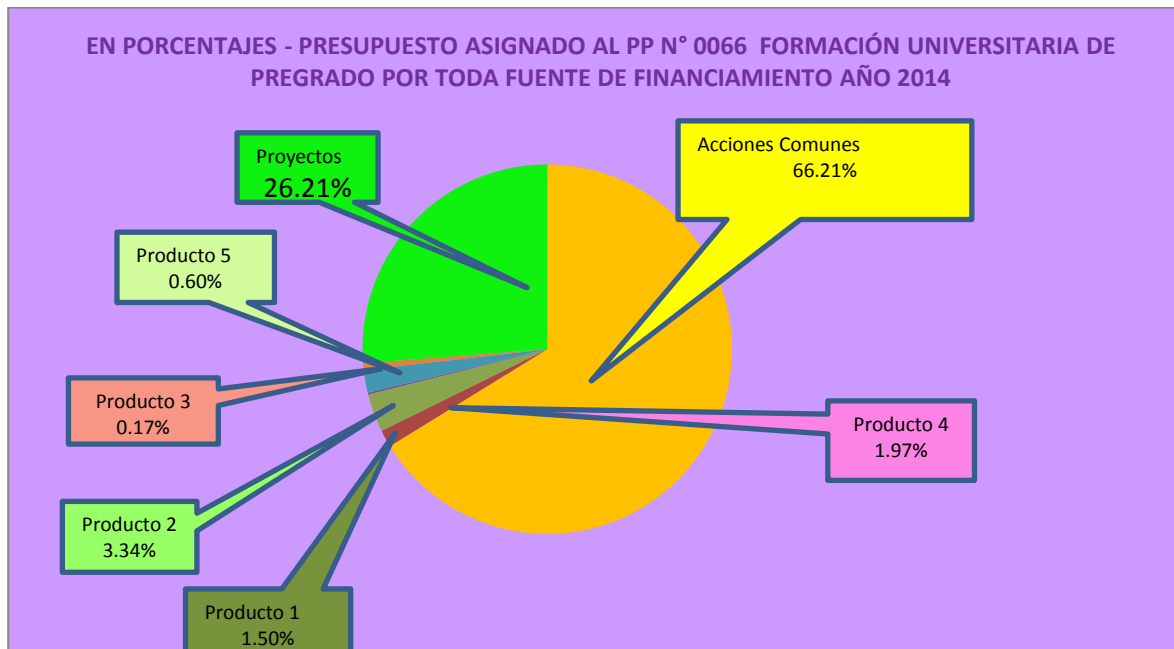 EN PORCENTAJES - PRESUPUESTO ASIGNADO AL PP N° 0066 FORMACIÓN UNIVERSITARIA DE
PREGRADO POR TODA FUENTE DE FINANCIAMIENTO AÑO 2014
Acciones Comunes
66.21%
Proyectos
26.21%
Producto 5
0.60%
Producto 3
0.17%
Producto 4
1.97%
Producto 2
3.34%
Producto 1
1.50%